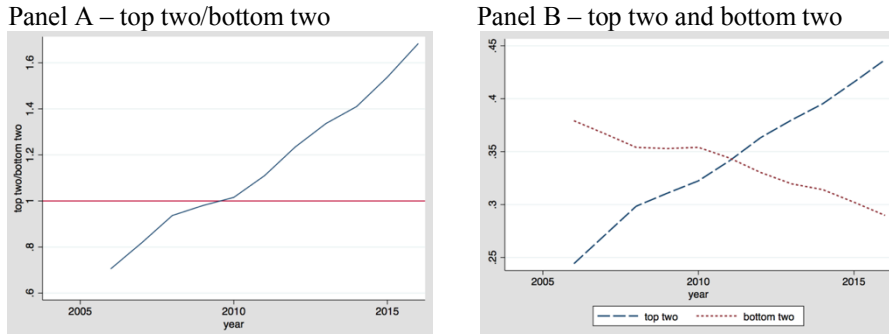 Panel A – top two/bottom two
top two/bottom two
1.6
1.4
1.2
1
.8
.6
2005
2010
2015
year
Panel B – top two and bottom two
.45
.4
.35
.3
.25
2005
2010
2015
year
top two
bottom two